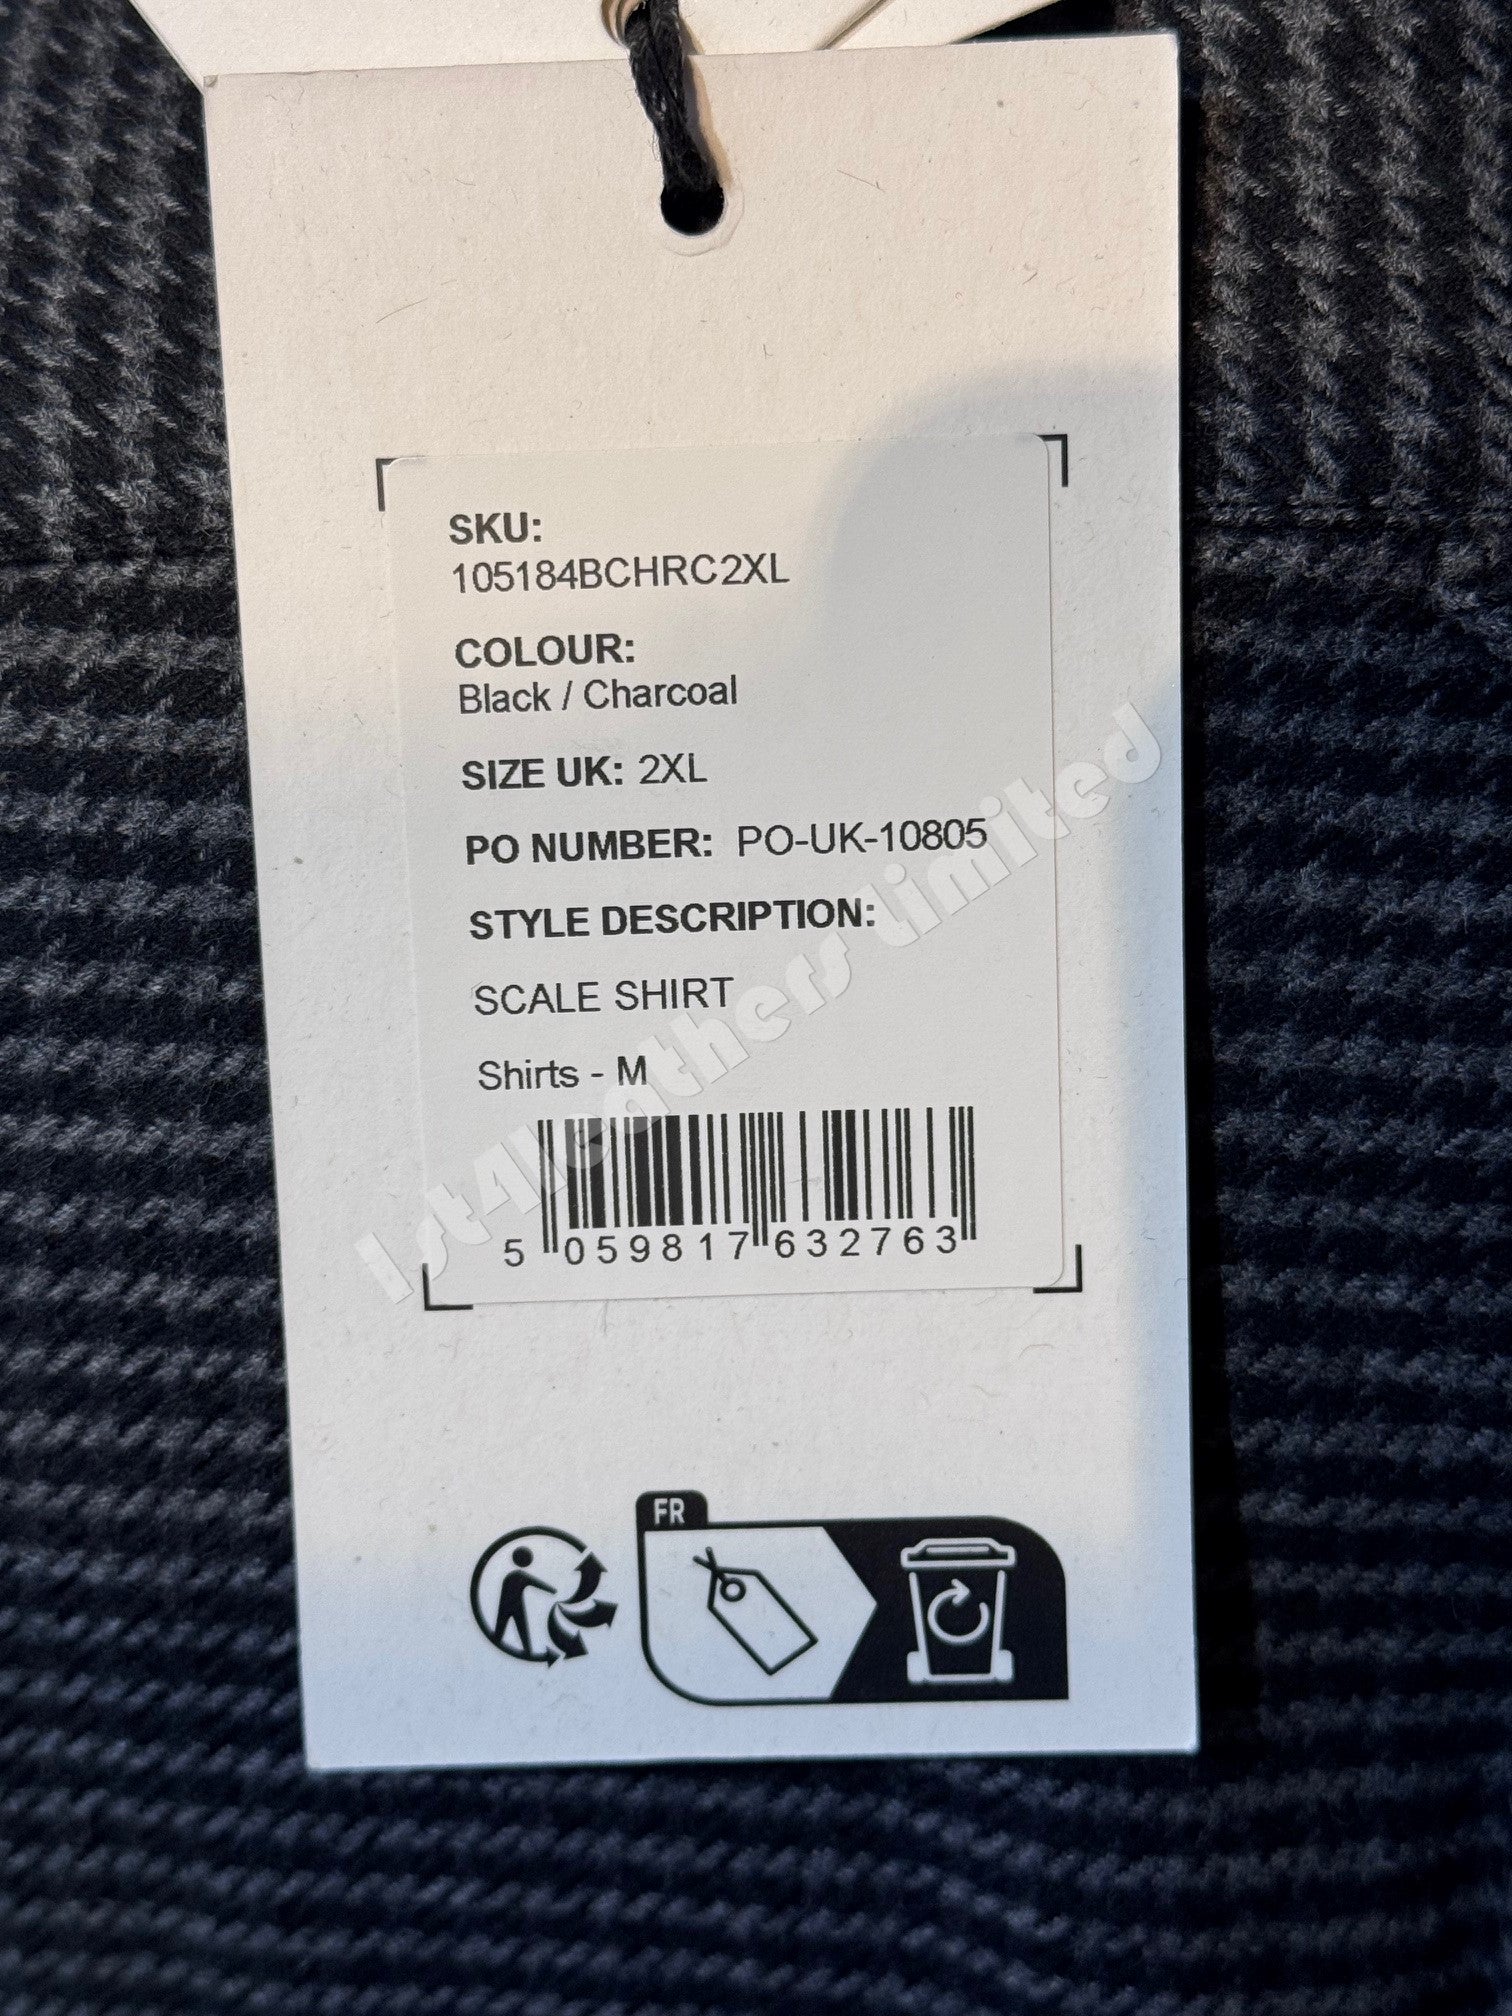 SKU:
105184BCHRC2XL
COLOUR:
Black / Charcoal
SIZE UK: 2XL
PO NUMBER: PO-UK-10805
STYLE DESCRIPTION:
SCALE SHIRT
Shirts - M
5 059817 632763
1st4leathers limited
FR